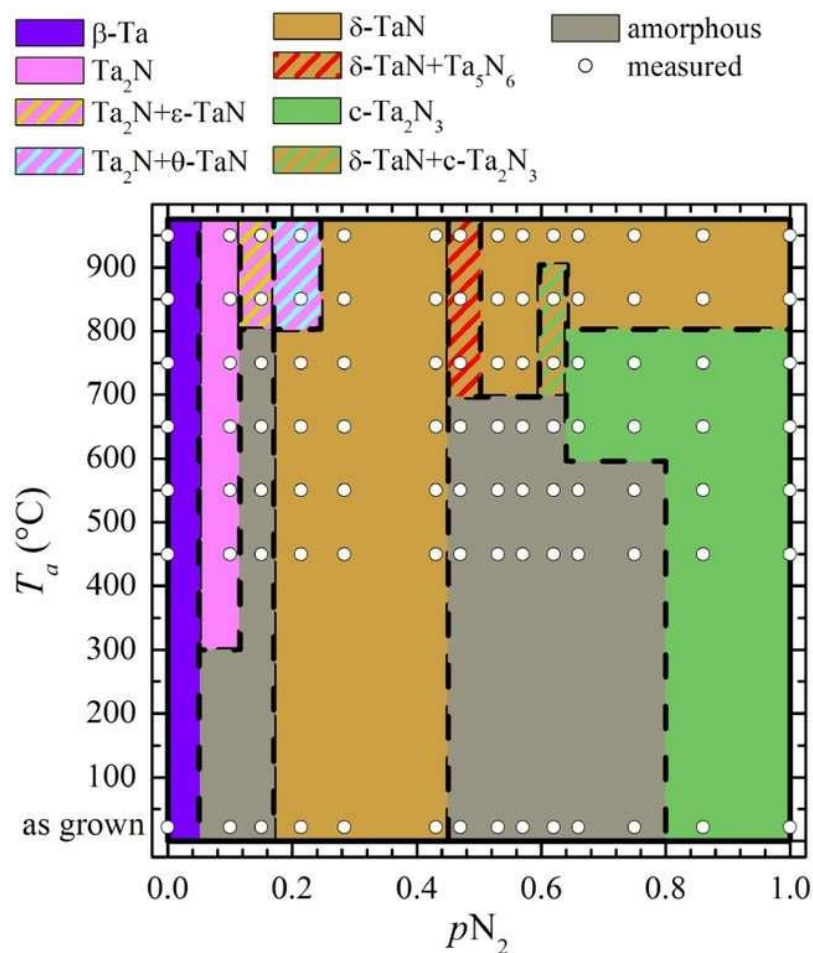 β-Ta
Ta₂N
Ta₂N+ε-TaN
Ta₂N+θ-TaN
δ-TaN
δ-TaN+Ta₅N₆
c-Ta₂N₃
δ-TaN+c-Ta₂N₃
amorphous
measured
900
800
700
600
500
400
300
200
100
as grown
Tₐ (°C)
0.0 0.2 0.4 0.6 0.8 1.0
pN₂